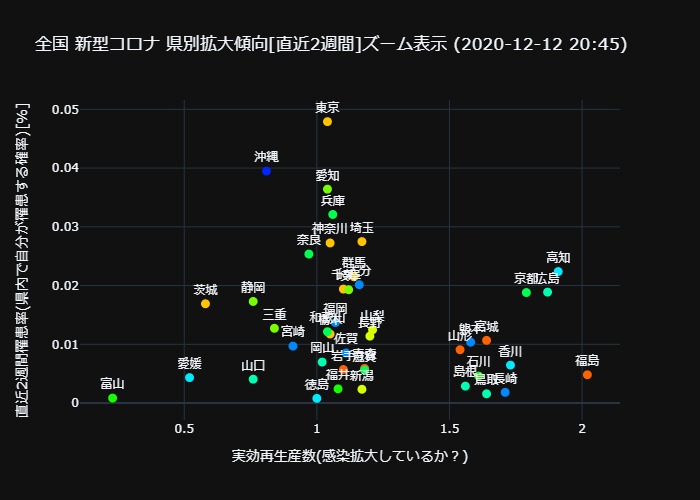 全国 新型コロナ 県別拡大傾向[直近2週間]ズーム表示 (2020-12-12 20:45)
直近2週間罹患率(県内で自分が罹患する確率)[%]
0.05
0.04
0.03
0.02
0.01
0
東京
沖縄
愛知
兵庫
神奈川
埼玉
奈良
群馬
高知
京都
広島
静岡
茨城
三重
福岡
山梨
長野
宮崎
佐賀
山形
熊本
宮城
岡山
岩手
香川
福島
石川
愛媛
山口
島根
鳥取
長崎
福井
新潟
徳島
富山
0.5
1
1.5
2
実効再生産数(感染拡大しているか？)